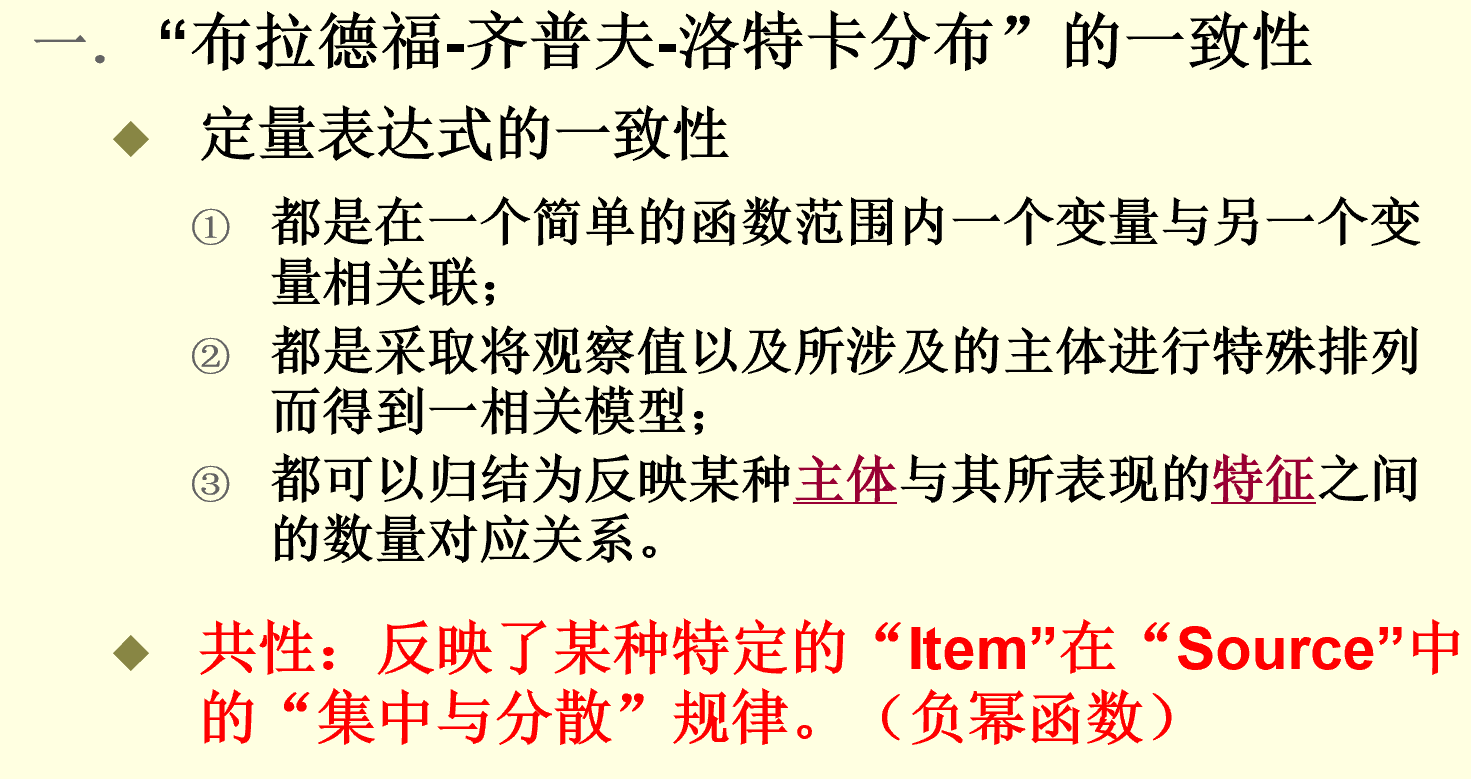 一. “布拉德福-齐普夫-洛特卡分布”的一致性
◆ 定量表达式的一致性
① 都是在一个简单的函数范围内一个变量与另一个变
量相关联；
② 都是采取将观察值以及所涉及的主体进行特殊排列
而得到一相关模型；
③ 都可以归结为反映某种主体与其所表现的特征之间
的数量对应关系。
◆ 共性：反映了某种特定的“Item”在“Source”中
的“集中与分散”规律。（负幂函数）